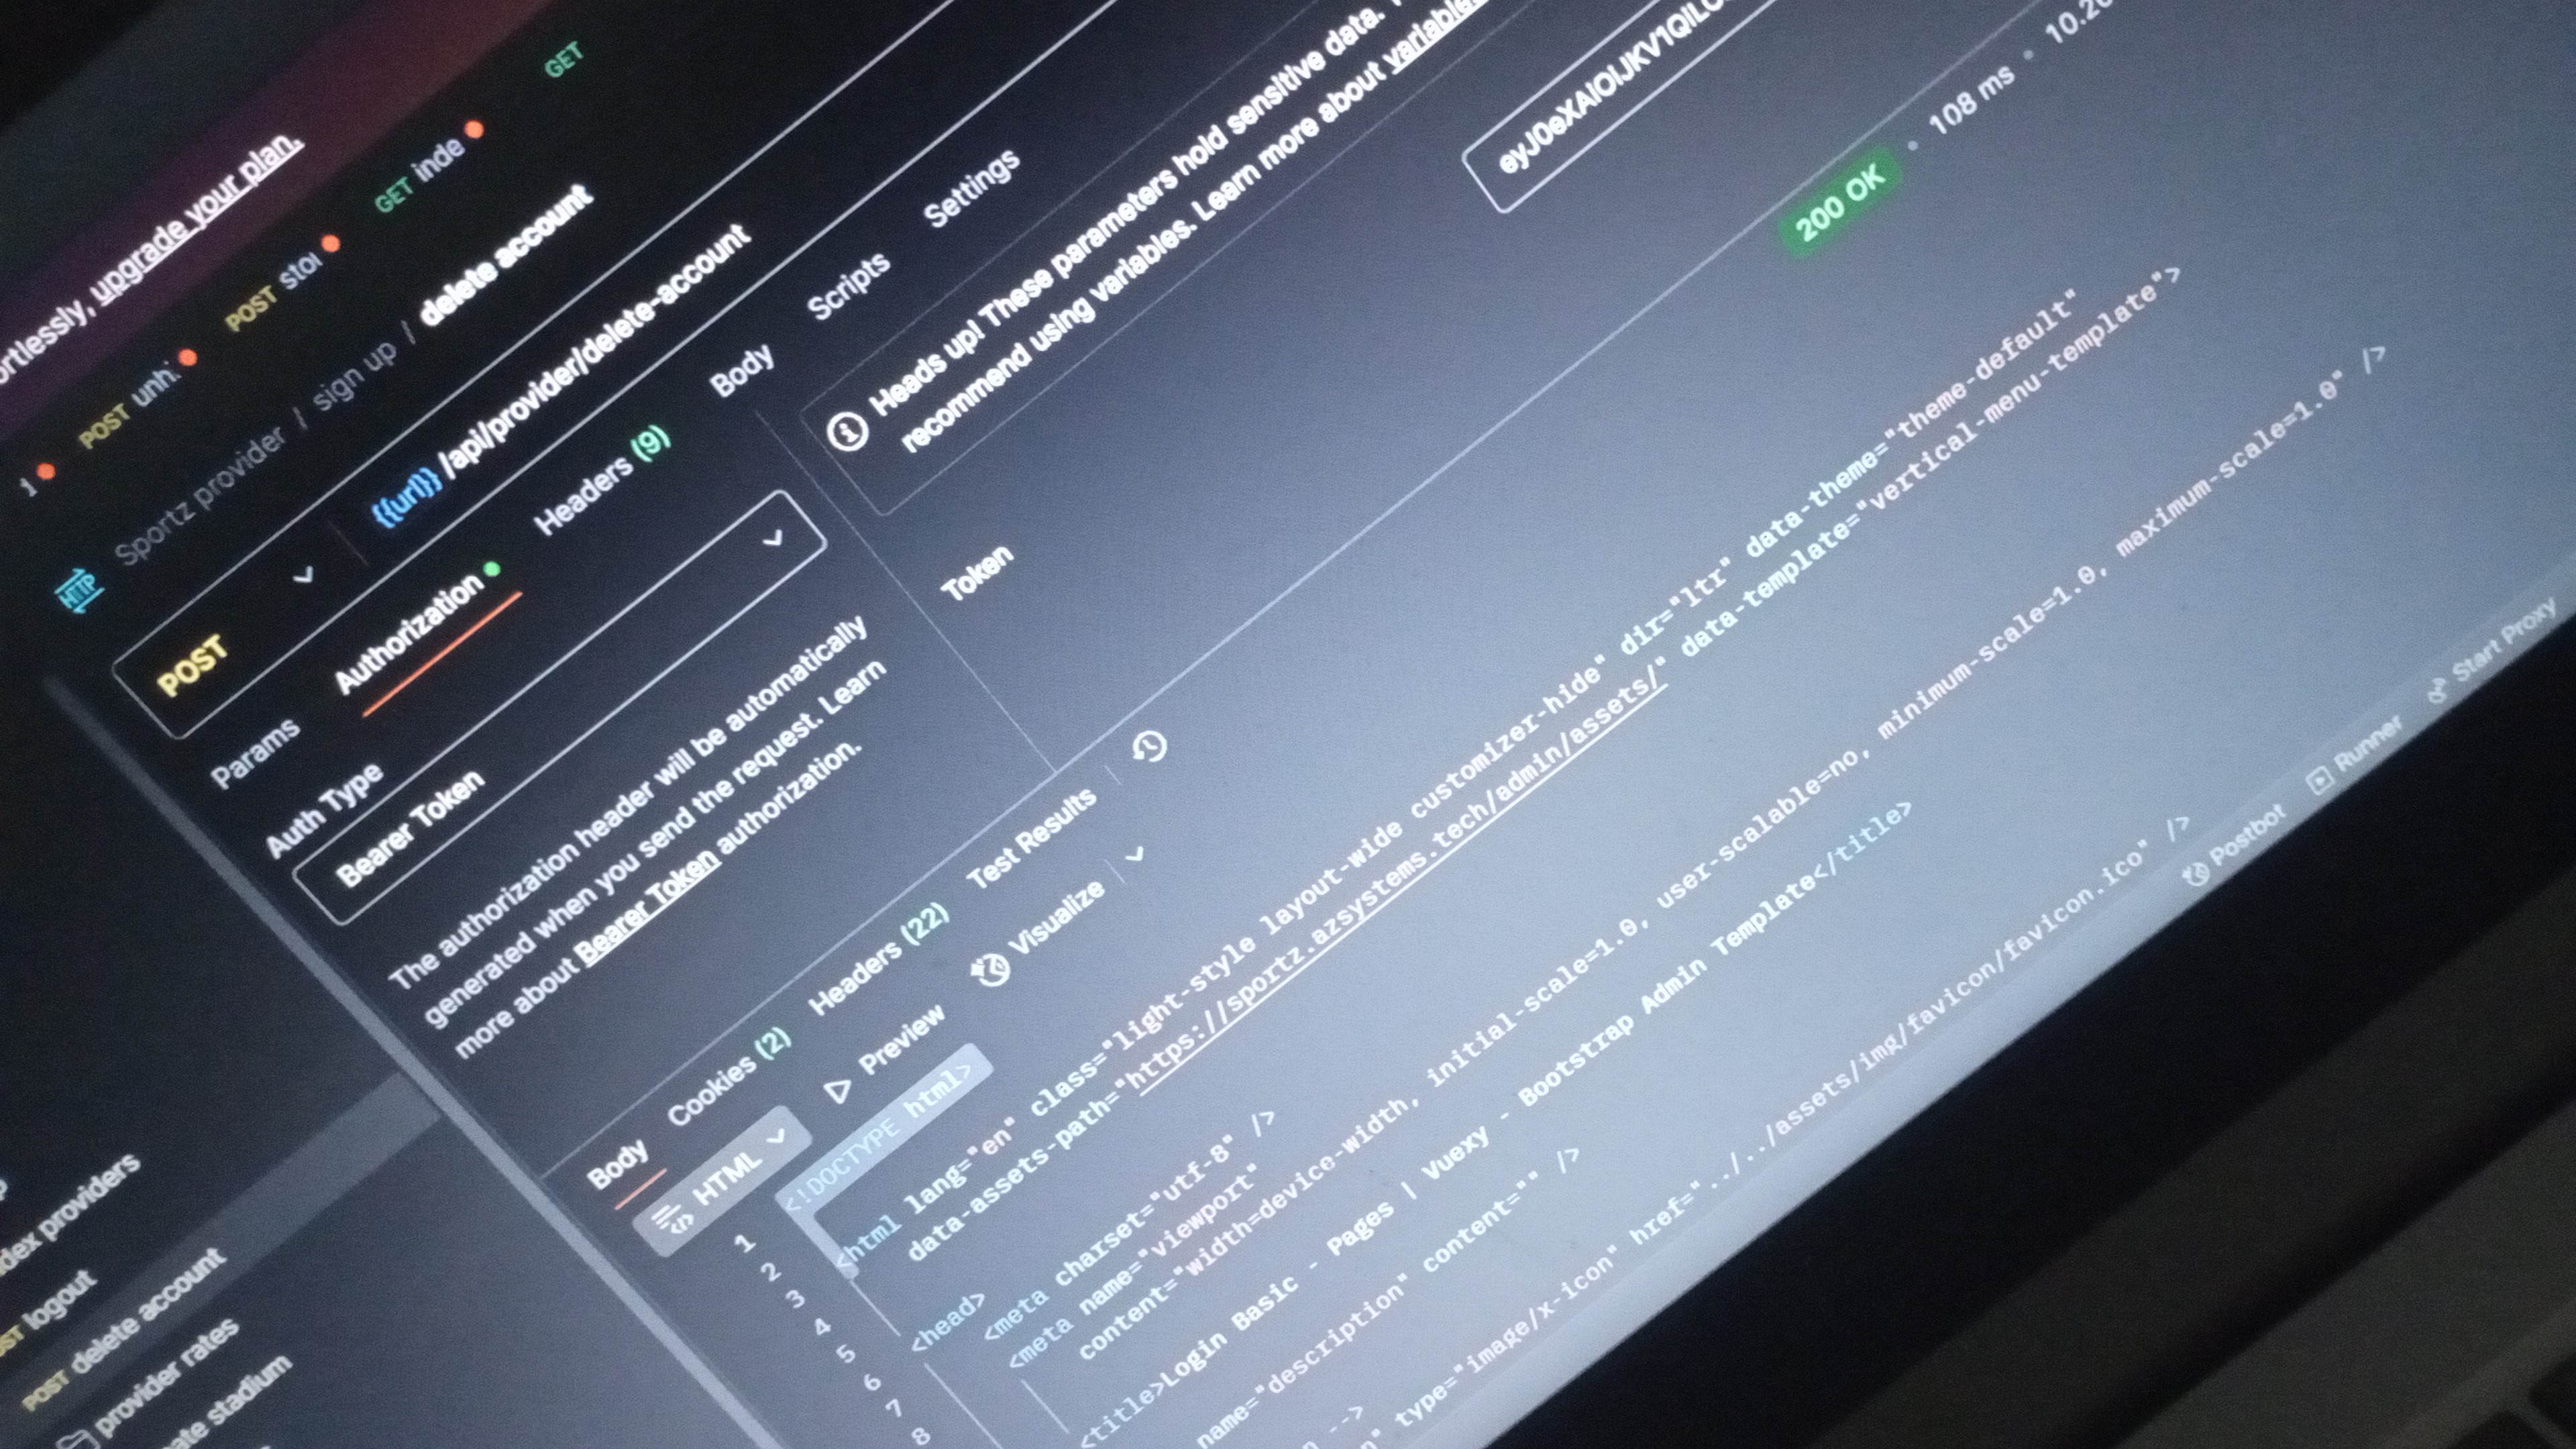 upgrade your plan.
POST
POST
GET inde
GET
HTTP Sportz provider / sign up / delete account
POST {{url}} /api/provider/delete-account
Params Authorization Headers (9) Body Scripts Settings
Auth Type
Bearer Token
The authorization header will be automatically
generated when you send the request. Learn
more about Bearer Token authorization.
Heads up! These parameters hold sensitive data.
recommend using variables. Learn more about
Token
Body Cookies (2) Headers (22) Test Results
200 OK • 108 ms •
HTML Preview Visualize
1 <!DOCTYPE html>
2
3 <html lang="en" class="light-style layout-wide customizer-hide" dir="ltr" data-theme="theme-default"
data-assets-path="https://sportz.azsystems.tech/admin/assets/" data-template="vertical-menu-template">
4
5 <head>
6 <meta charset="utf-8" />
7 <meta name="viewport"
8 content="width=device-width, initial-scale=1.0, user-scalable=no, minimum-scale=1.0, maximum-scale=1.0" />
<title>Login Basic - Pages | Vuexy - Bootstrap Admin Template</title>
name="description" content="" />
-->
type="image/x-icon" href="../../assets/img/favicon/favicon.ico" />
Postbot Runner Start Proxy
providers
logout
POST delete account
provider rates
stadium